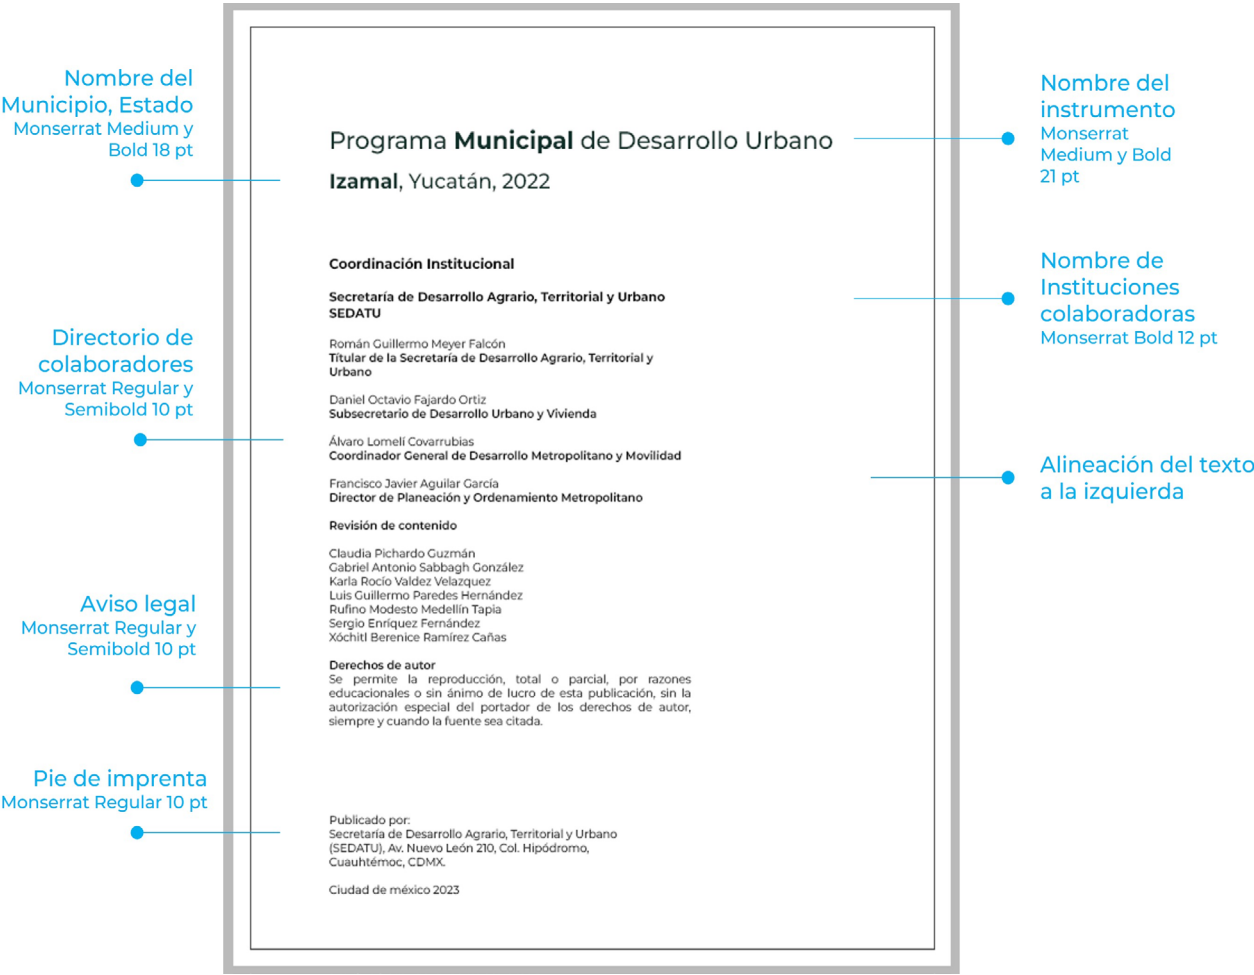 Nombre del
Municipio, Estado
Monserrat Medium y
Bold 18 pt
Directorio de
colaboradores
Monserrat Regular y
Semibold 10 pt
Aviso legal
Monserrat Regular y
Semibold 10 pt
Pie de imprenta
Monserrat Regular 10 pt
Programa Municipal de Desarrollo Urbano
Izamal, Yucatán, 2022
Coordinación Institucional
Secretaría de Desarrollo Agrario, Territorial y Urbano
SEDATU
Román Guillermo Meyer Falcón
Títular de la Secretaría de Desarrollo Agrario, Territorial y
Urbano
Daniel Octavio Fajardo Ortiz
Subsecretario de Desarrollo Urbano y Vivienda
Álvaro Lomelí Covarrubias
Coordinador General de Desarrollo Metropolitano y Movilidad
Francisco Javier Aguilar García
Director de Planeación y Ordenamiento Metropolitano
Revisión de contenido
Claudia Pichardo Guzmán
Gabriel Antonio Sabbagh González
Karla Rocío Valdez Velazquez
Luis Guillermo Paredes Hernández
Rufino Modesto Medellín Tapia
Sergio Enríquez Fernández
Xóchitl Berenice Ramírez Cañas
Derechos de autor
Se permite la reproducción, total o parcial, por razones
educacionales o sin ánimo de lucro de esta publicación, sin la
autorización especial del portador de los derechos de autor,
siempre y cuando la fuente sea citada.
Publicado por:
Secretaría de Desarrollo Agrario, Territorial y Urbano
(SEDATU), Av. Nuevo León 210, Col. Hipódromo,
Cuauhtémoc, CDMX.
Ciudad de méxico 2023
Nombre del
instrumento
Monserrat
Medium y Bold
21 pt
Nombre de
Instituciones
colaboradoras
Monserrat Bold 12 pt
Alineación del texto
a la izquierda